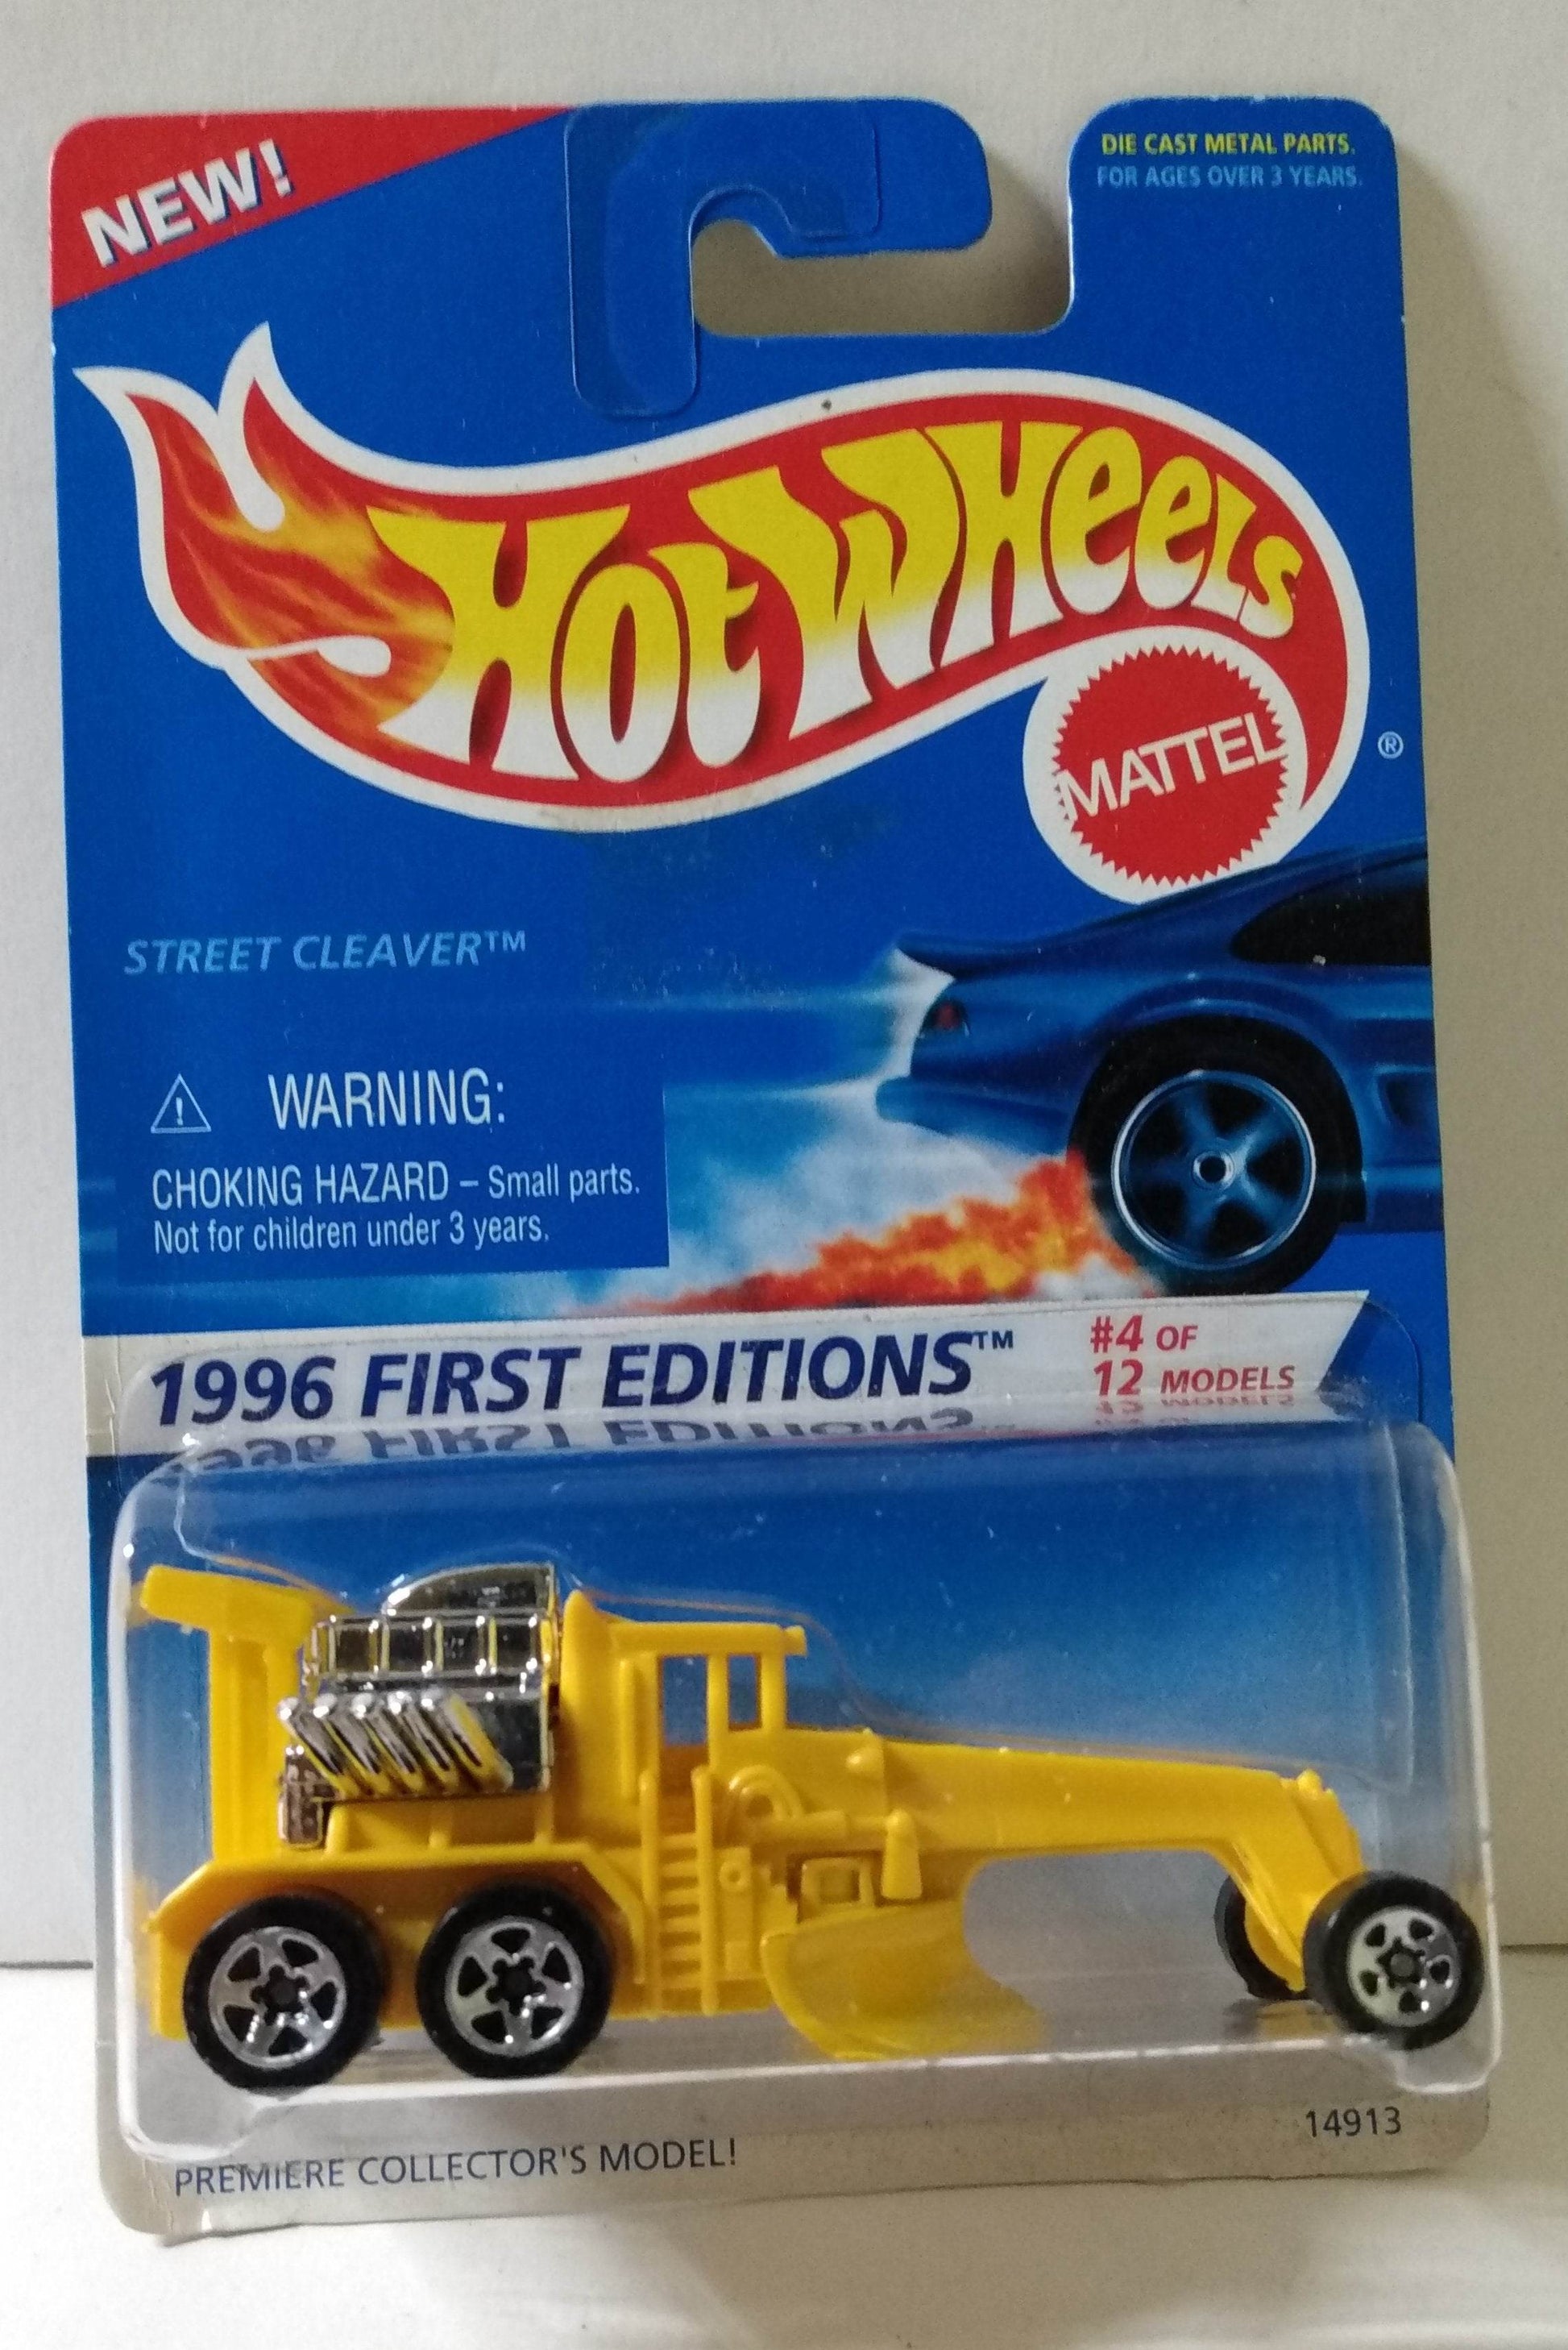 NEW!
DIE CAST METAL PARTS.
FOR AGES OVER 3 YEARS.
HOT WHEELS
MATTEL
®
STREET CLEAVER™
WARNING:
CHOKING HAZARD – Small parts.
Not for children under 3 years.
1996 FIRST EDITIONS™
#4 OF
12 MODELS
14913
PREMIERE COLLECTOR'S MODEL!